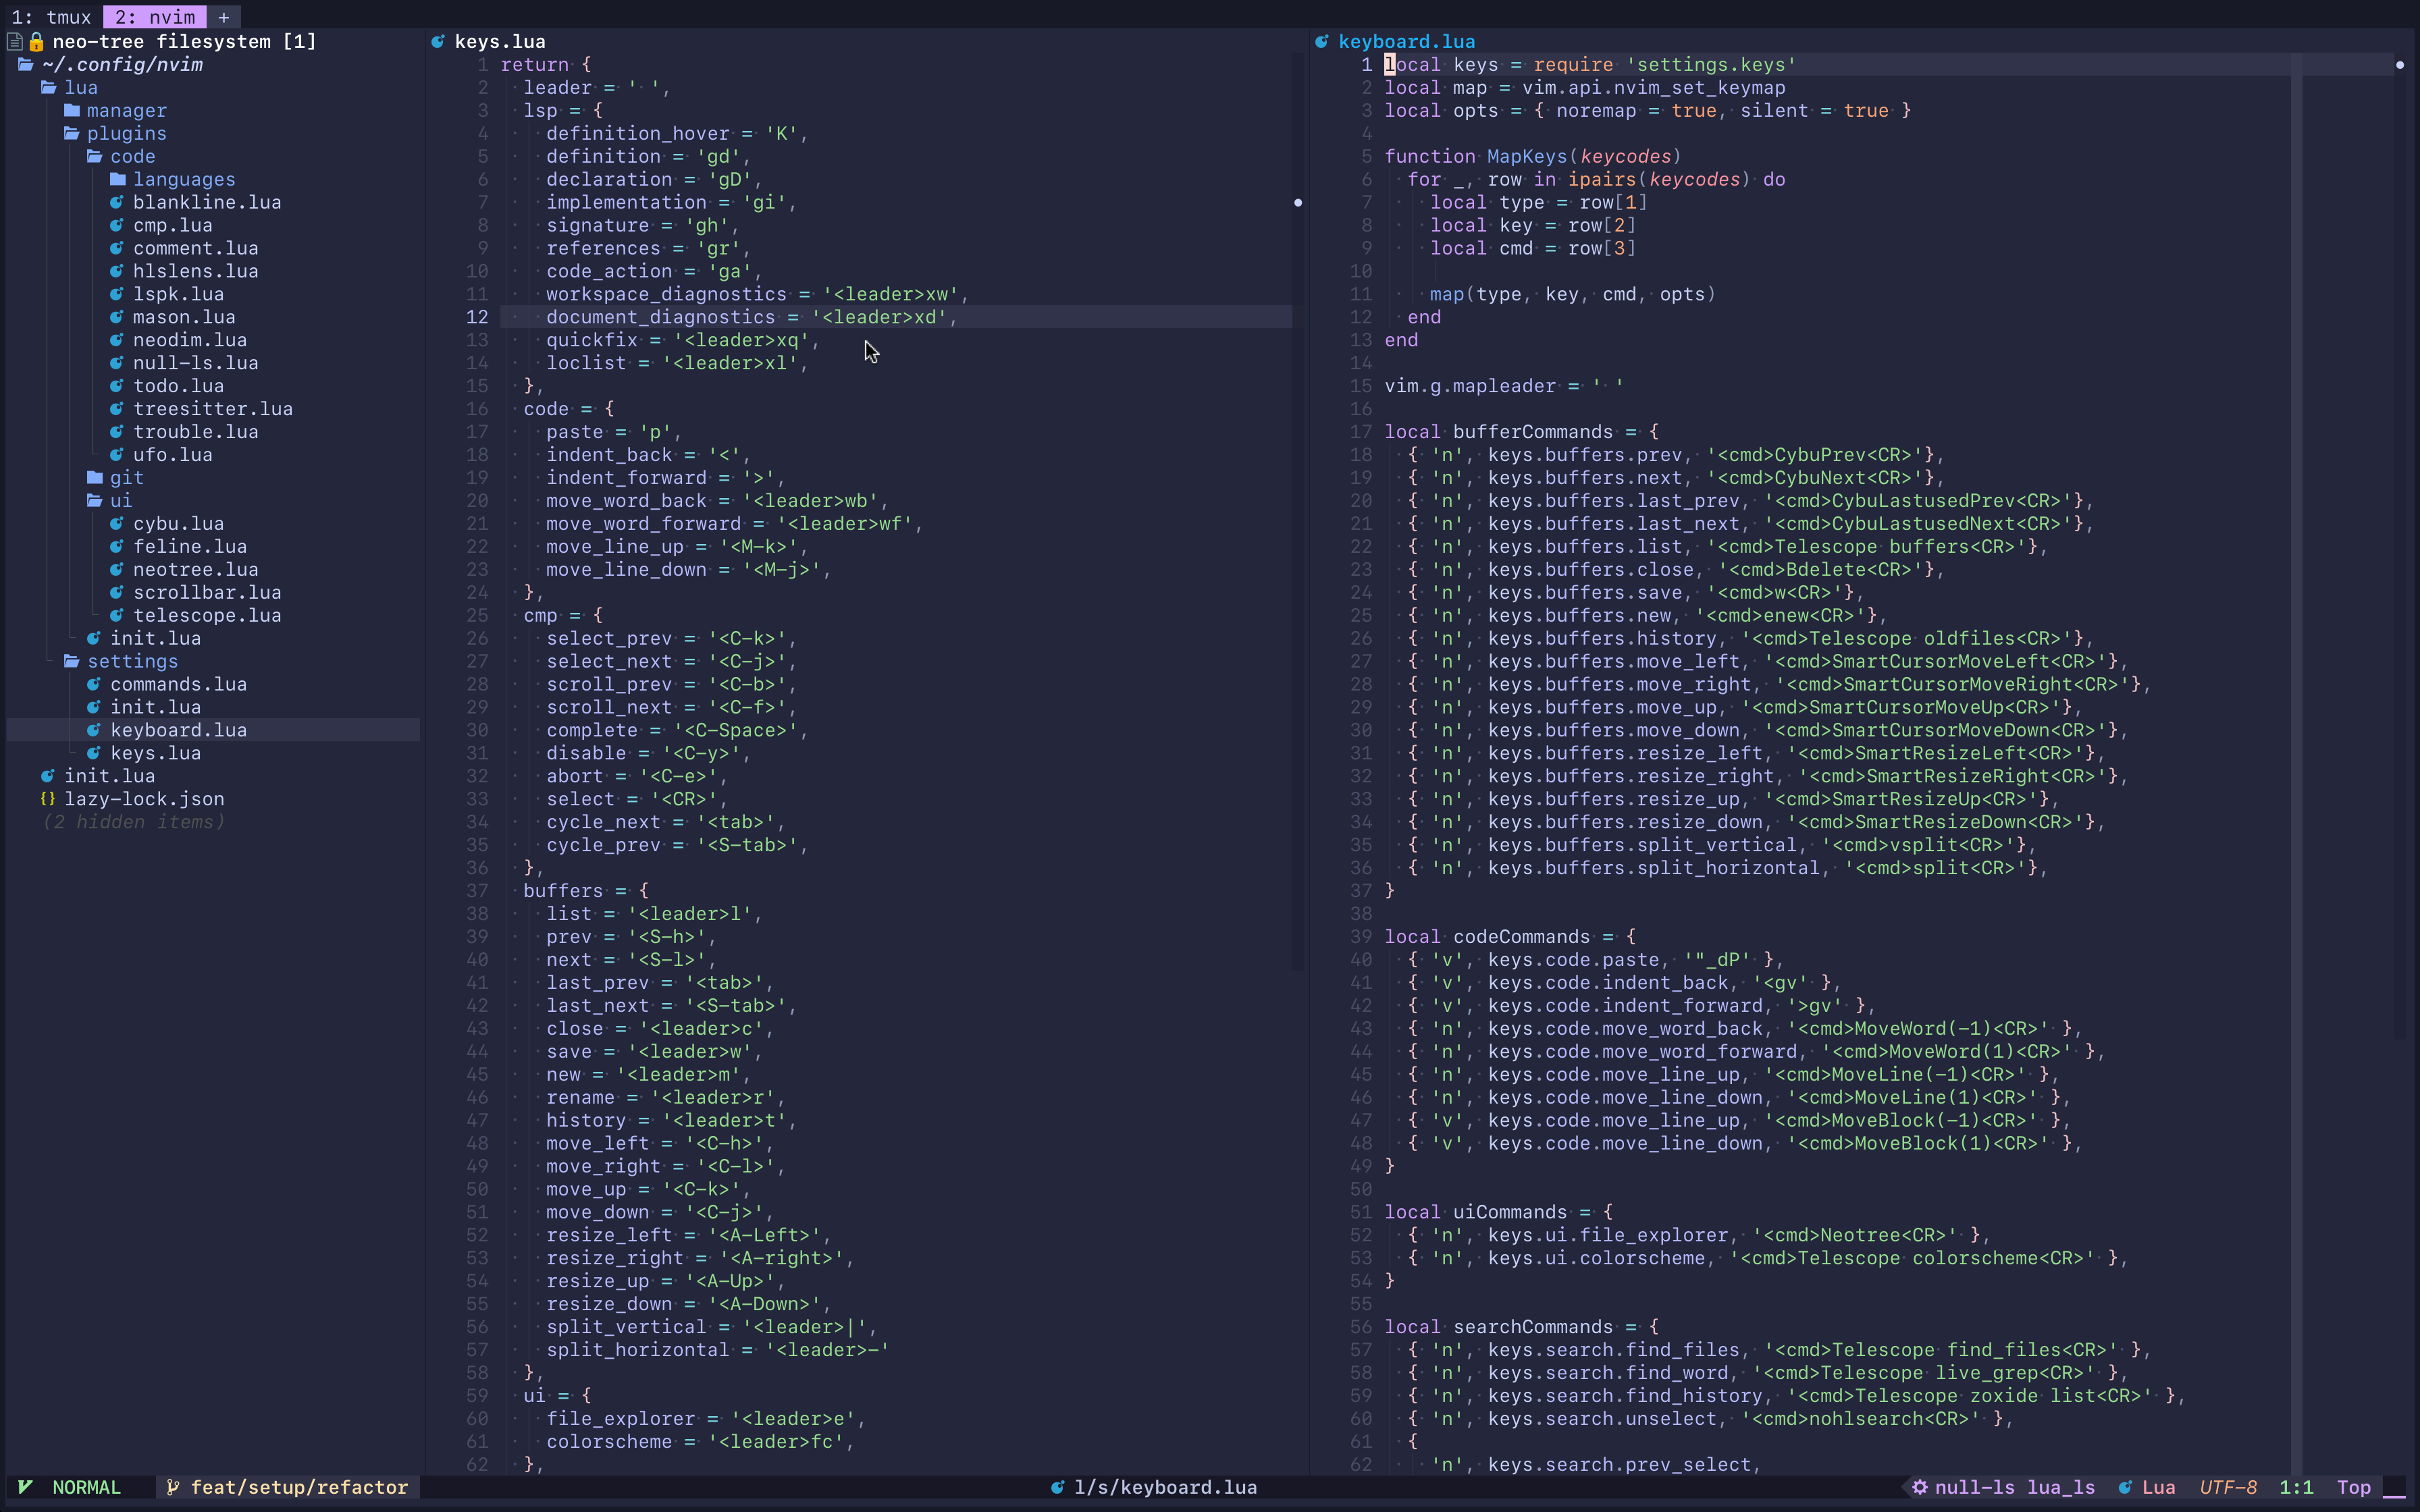 1: tmux 2: nvim +
neo-tree filesystem [1]
~/.config/nvim
lua
manager
plugins
code
languages
blankline.lua
cmp.lua
comment.lua
hlslens.lua
lspk.lua
mason.lua
neodim.lua
null-ls.lua
todo.lua
treesitter.lua
trouble.lua
ufo.lua
git
ui
cybu.lua
feline.lua
neotree.lua
scrollbar.lua
telescope.lua
init.lua
settings
commands.lua
init.lua
keyboard.lua
keys.lua
init.lua
{} lazy-lock.json
(2 hidden items)
keys.lua
1 return {
2 leader = ' ',
3 lsp = {
4 definition_hover = 'K',
5 definition = 'gd',
6 declaration = 'gD',
7 implementation = 'gi',
8 signature = 'gh',
9 references = 'gr',
10 code_action = 'ga',
11 workspace_diagnostics = '<leader>xw',
12 document_diagnostics = '<leader>xd',
13 quickfix = '<leader>xq',
14 loclist = '<leader>xl',
15 },
16 code = {
17 paste = 'p',
18 indent_back = '<',
19 indent_forward = '>',
20 move_word_back = '<leader>wb',
21 move_word_forward = '<leader>wf',
22 move_line_up = '<M-k>',
23 move_line_down = '<M-j>',
24 },
25 cmp = {
26 select_prev = '<C-k>',
27 select_next = '<C-j>',
28 scroll_prev = '<C-b>',
29 scroll_next = '<C-f>',
30 complete = '<C-Space>',
31 disable = '<C-y>',
32 abort = '<C-e>',
33 select = '<CR>',
34 cycle_next = '<tab>',
35 cycle_prev = '<S-tab>',
36 },
37 buffers = {
38 list = '<leader>l',
39 prev = '<S-h>',
40 next = '<S-l>',
41 last_prev = '<tab>',
42 last_next = '<S-tab>',
43 close = '<leader>c',
44 save = '<leader>w',
45 new = '<leader>m',
46 rename = '<leader>r',
47 history = '<leader>t',
48 move_left = '<C-h>',
49 move_right = '<C-l>',
50 move_up = '<C-k>',
51 move_down = '<C-j>',
52 resize_left = '<A-Left>',
53 resize_right = '<A-right>',
54 resize_up = '<A-Up>',
55 resize_down = '<A-Down>',
56 split_vertical = '<leader>|',
57 split_horizontal = '<leader>-'
58 },
59 ui = {
60 file_explorer = '<leader>e',
61 colorscheme = '<leader>fc',
62 },
keyboard.lua
1 local keys = require 'settings.keys'
2 local map = vim.api.nvim_set_keymap
3 local opts = { noremap = true, silent = true }
4
5 function MapKeys(keycodes)
6 for _, row in ipairs(keycodes) do
7 local type = row[1]
8 local key = row[2]
9 local cmd = row[3]
10
11 map(type, key, cmd, opts)
12 end
13 end
14
15 vim.g.mapleader = ' '
16
17 local bufferCommands = {
18 { 'n', keys.buffers.prev, '<cmd>CybuPrev<CR>'},
19 { 'n', keys.buffers.next, '<cmd>CybuNext<CR>'},
20 { 'n', keys.buffers.last_prev, '<cmd>CybuLastusedPrev<CR>'},
21 { 'n', keys.buffers.last_next, '<cmd>CybuLastusedNext<CR>'},
22 { 'n', keys.buffers.list, '<cmd>Telescope buffers<CR>'},
23 { 'n', keys.buffers.close, '<cmd>Bdelete<CR>'},
24 { 'n', keys.buffers.save, '<cmd>w<CR>'},
25 { 'n', keys.buffers.new, '<cmd>enew<CR>'},
26 { 'n', keys.buffers.history, '<cmd>Telescope oldfiles<CR>'},
27 { 'n', keys.buffers.move_left, '<cmd>SmartCursorMoveLeft<CR>'},
28 { 'n', keys.buffers.move_right, '<cmd>SmartCursorMoveRight<CR>'},
29 { 'n', keys.buffers.move_up, '<cmd>SmartCursorMoveUp<CR>'},
30 { 'n', keys.buffers.move_down, '<cmd>SmartCursorMoveDown<CR>'},
31 { 'n', keys.buffers.resize_left, '<cmd>SmartResizeLeft<CR>'},
32 { 'n', keys.buffers.resize_right, '<cmd>SmartResizeRight<CR>'},
33 { 'n', keys.buffers.resize_up, '<cmd>SmartResizeUp<CR>'},
34 { 'n', keys.buffers.resize_down, '<cmd>SmartResizeDown<CR>'},
35 { 'n', keys.buffers.split_vertical, '<cmd>vsplit<CR>'},
36 { 'n', keys.buffers.split_horizontal, '<cmd>split<CR>'},
37 }
38
39 local codeCommands = {
40 { 'v', keys.code.paste, '"_dP' },
41 { 'v', keys.code.indent_back, '<gv' },
42 { 'v', keys.code.indent_forward, '>gv' },
43 { 'n', keys.code.move_word_back, '<cmd>MoveWord(-1)<CR>' },
44 { 'n', keys.code.move_word_forward, '<cmd>MoveWord(1)<CR>' },
45 { 'n', keys.code.move_line_up, '<cmd>MoveLine(-1)<CR>' },
46 { 'n', keys.code.move_line_down, '<cmd>MoveLine(1)<CR>' },
47 { 'v', keys.code.move_line_up, '<cmd>MoveBlock(-1)<CR>' },
48 { 'v', keys.code.move_line_down, '<cmd>MoveBlock(1)<CR>' },
49 }
50
51 local uiCommands = {
52 { 'n', keys.ui.file_explorer, '<cmd>Neotree<CR>' },
53 { 'n', keys.ui.colorscheme, '<cmd>Telescope colorscheme<CR>' },
54 }
55
56 local searchCommands = {
57 { 'n', keys.search.find_files, '<cmd>Telescope find_files<CR>' },
58 { 'n', keys.search.find_word, '<cmd>Telescope live_grep<CR>' },
59 { 'n', keys.search.find_history, '<cmd>Telescope zoxide list<CR>' },
60 { 'n', keys.search.unselect, '<cmd>nohlsearch<CR>' },
61 {
62 'n', keys.search.prev_select,
NORMAL feat/setup/refactor l/s/keyboard.lua null-ls lua_ls Lua UTF-8 1:1 Top